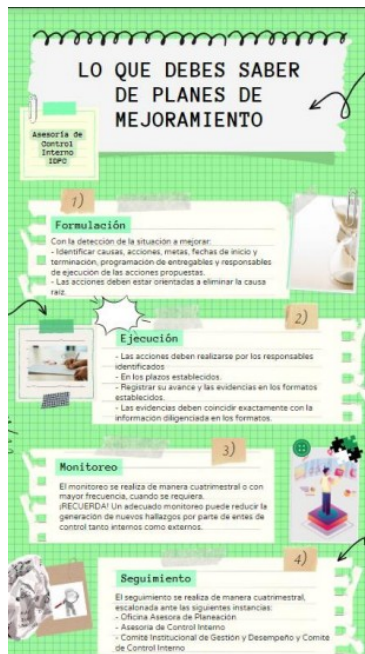 LO QUE DEBES SABER
DE PLANES DE
MEJORAMIENTO
Asesoría de
Control
Interno
IDPC
1)
Formulación
Con la detección de la situación a mejorar:
- Identificar causas, acciones, metas, fechas de inicio y
terminación, programación de entregables y responsables
de ejecución de las acciones propuestas.
- Las acciones deben estar orientadas a eliminar la causa
raíz.
2)
Ejecución
- Las acciones deben realizarse por los responsables
identificados
- En los plazos establecidos.
- Registrar su avance y las evidencias en los formatos
establecidos.
- Las evidencias deben coincidir exactamente con la
información diligenciada en los formatos.
3)
Monitoreo
El monitoreo se realiza de manera cuatrimestral o con
mayor frecuencia, cuando se requiera.
¡RECUERDA! Un adecuado monitoreo puede reducir la
generación de nuevos hallazgos por parte de entes de
control tanto internos como externos.
4)
Seguimiento
El seguimiento se realiza de manera cuatrimestral,
escalonada ante las siguientes instancias:
- Oficina Asesora de Planeación
- Asesoria de Control Interno
- Comité Institucional de Gestión y Desempeño y Comite
de Control Interno